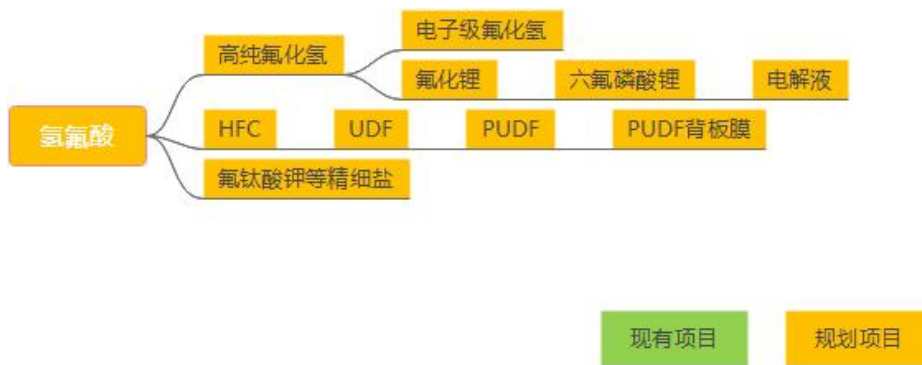 电子级氟化氢
高纯氟化氢
氟化锂 六氟磷酸锂 电解液
氢氟酸
HFC UDF PUDF PUDF背板膜
氟钛酸钾等精细盐
现有项目 规划项目